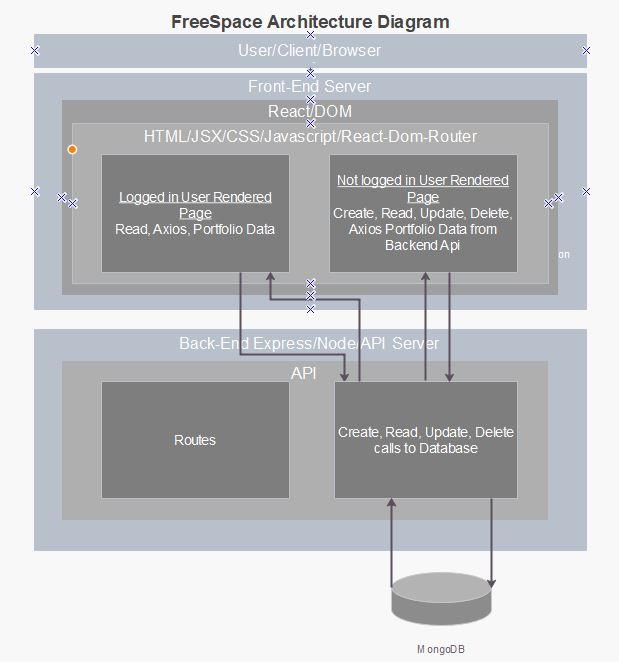 FreeSpace Architecture Diagram
User/Client/Browser
Front-End Server
React/DOM
HTML/JSX/CSS/Javascript/React-Dom-Router
Logged in User Rendered
Page
Read, Axios, Portfolio Data
Not logged in User Rendered
Page
Create, Read, Update, Delete,
Axios Portfolio Data from
Backend Api
on
Back-End Express/Node/API Server
API
Routes
Create, Read, Update, Delete
calls to Database
MongoDB